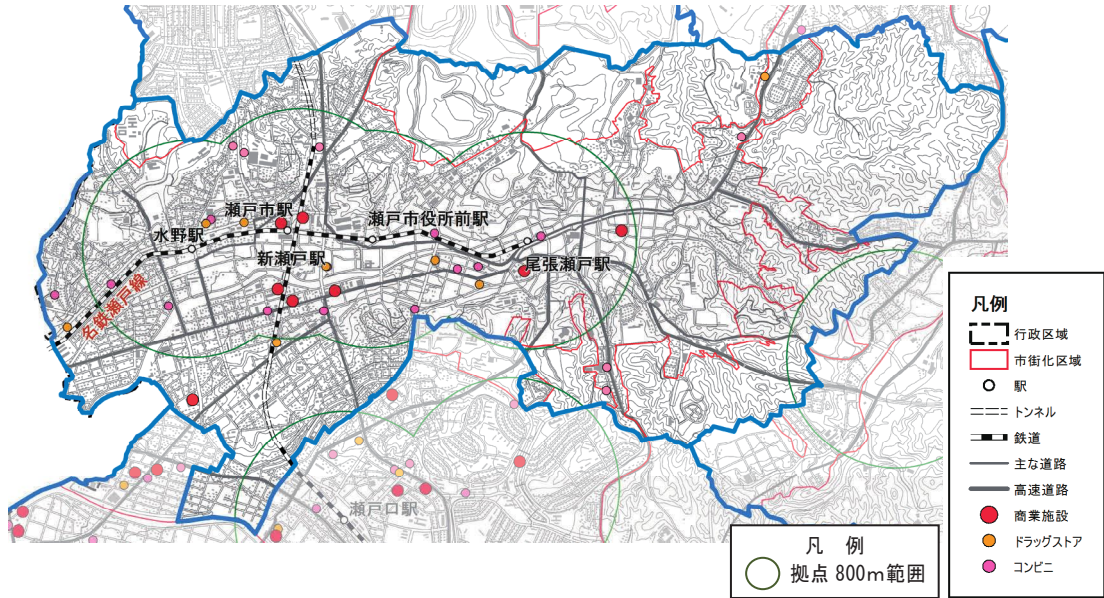 瀬戸市駅
瀬戸市役所前駅
水野駅
新瀬戸駅
尾張瀬戸駅
名鉄瀬戸線
瀬戸口駅
凡例
行政区域
市街化区域
駅
トンネル
鉄道
主な道路
高速道路
商業施設
ドラッグストア
コンビニ
凡 例
拠点 800m範囲